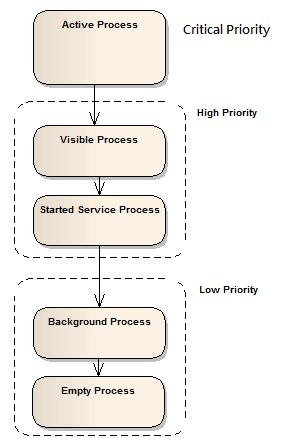 Active Process
Critical Priority
High Priority
Visible Process
Started Service Process
Low Priority
Background Process
Empty Process